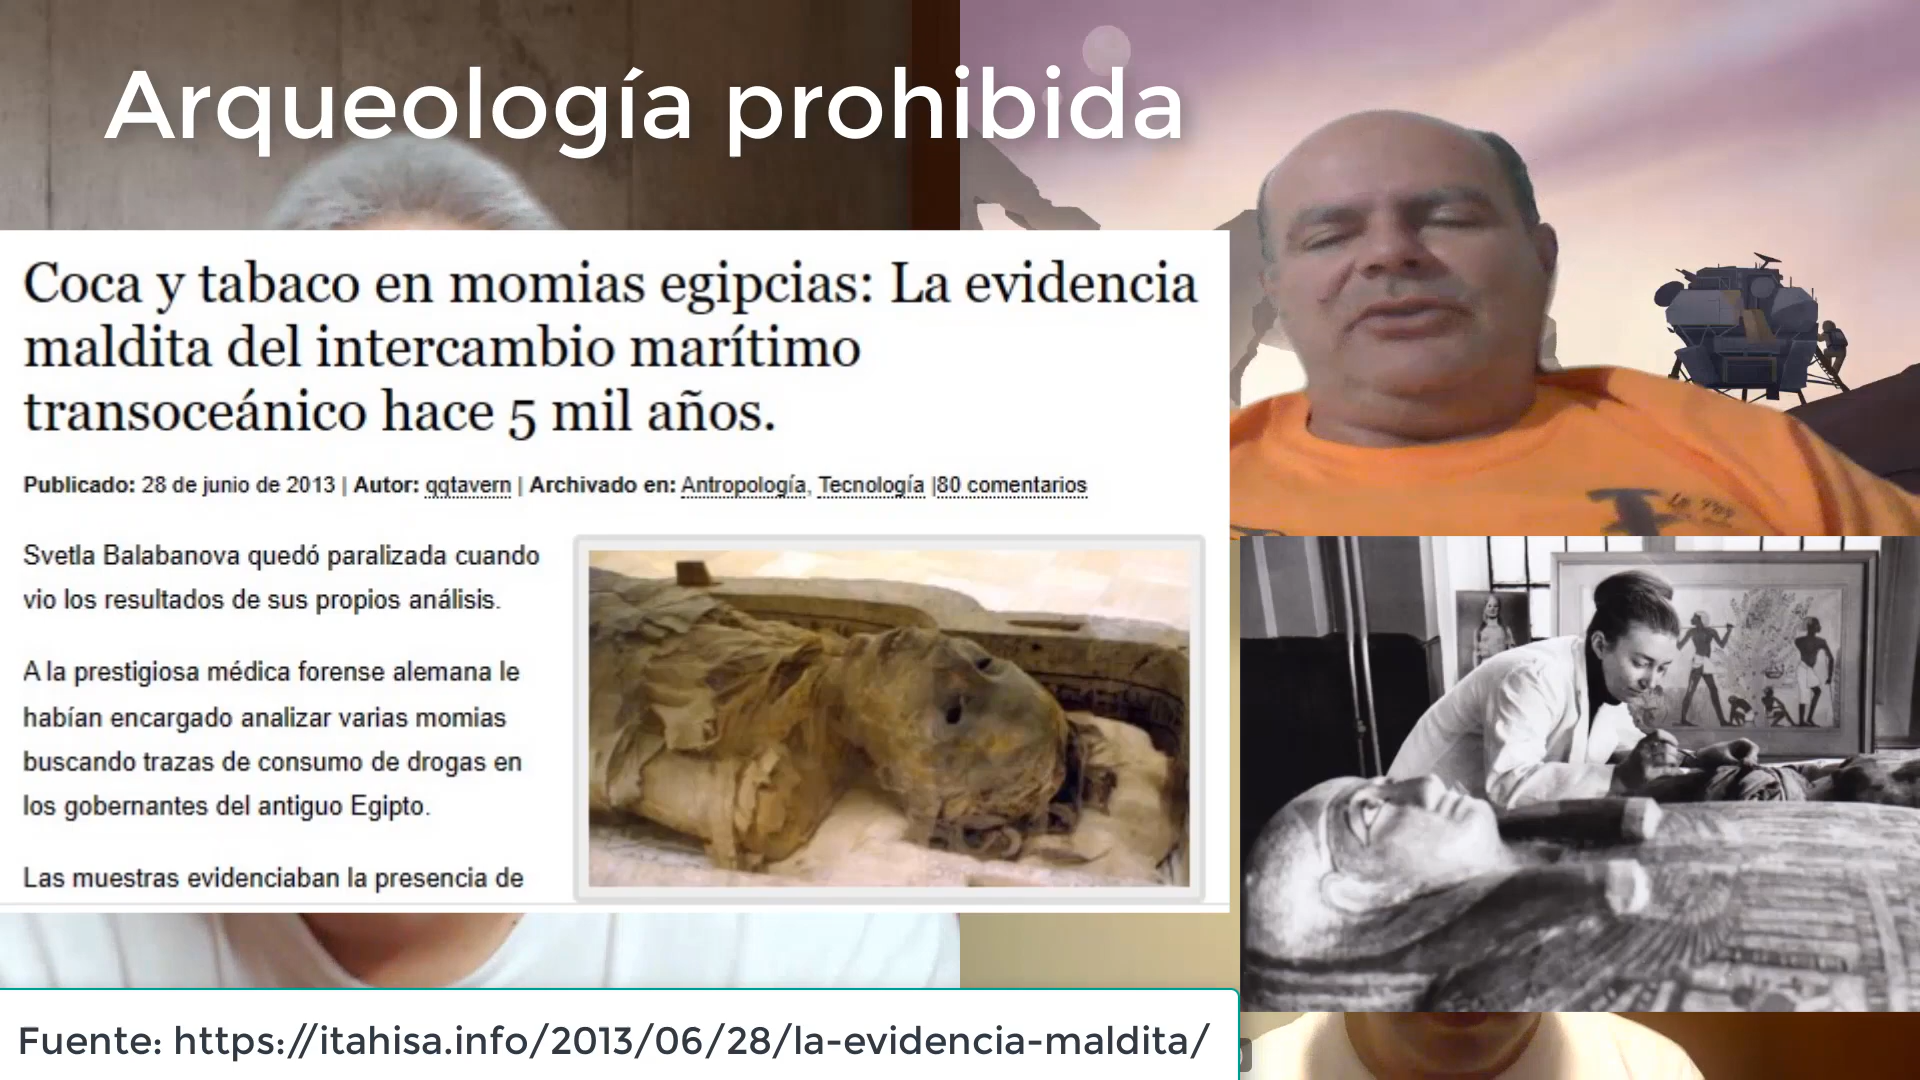 Arqueología prohibida
Coca y tabaco en momias egipcias: La evidencia
maldita del intercambio marítimo
transoceánico hace 5 mil años.
Publicado: 28 de junio de 2013 | Autor: qqtavern | Archivado en: Antropología, Tecnología |80 comentarios
Svetla Balabanova quedó paralizada cuando
vio los resultados de sus propios análisis.
A la prestigiosa médica forense alemana le
habían encargado analizar varias momias
buscando trazas de consumo de drogas en
los gobernantes del antiguo Egipto.
Las muestras evidenciaban la presencia de
Fuente: https://itahisa.info/2013/06/28/la-evidencia-maldita/